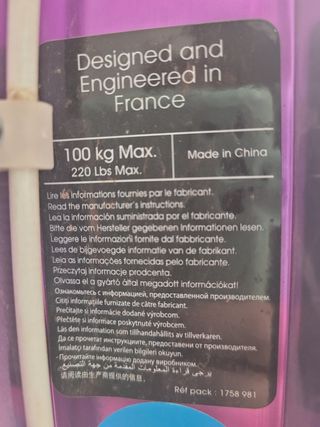 Designed and
Engineered in
France
100 kg Max.
220 Lbs Max.
Made in China
Lire les informations fournies par le fabricant.
Read the manufacturer's instructions.
Lea la información suministrada por el fabricante.
Bitte die vom Hersteller gegebenen Informationen lesen.
Leggere le informazioni fornite dal fabbricante.
Lees de bijgevoegde informatie van de fabrikant.
Leia as informações fornecidas pelo fabricante.
Przeczytaj informacje producenta.
Olvassa el a gyártó által megadott információkat!
Ознакомьтесь с информацией, предоставленной производителем.
Citiți informațiile furnizate de către fabricant.
Prečítajte si informácie dodané výrobcom.
Přečtěte si informace poskytnuté výrobcem.
Läs den information som tillhandahållits av tillverkaren.
Да се прочетат инструкциите, предоставени от производителя.
İmalatçı tarafından verilen bilgileri okuyun.
Прочитайте інформацію, додану виробником.
يرجى قراءة المعلومات المقدمة من جهة التصنيع.
请阅读由生产商提供的信息。
Réf pack : 1758 981